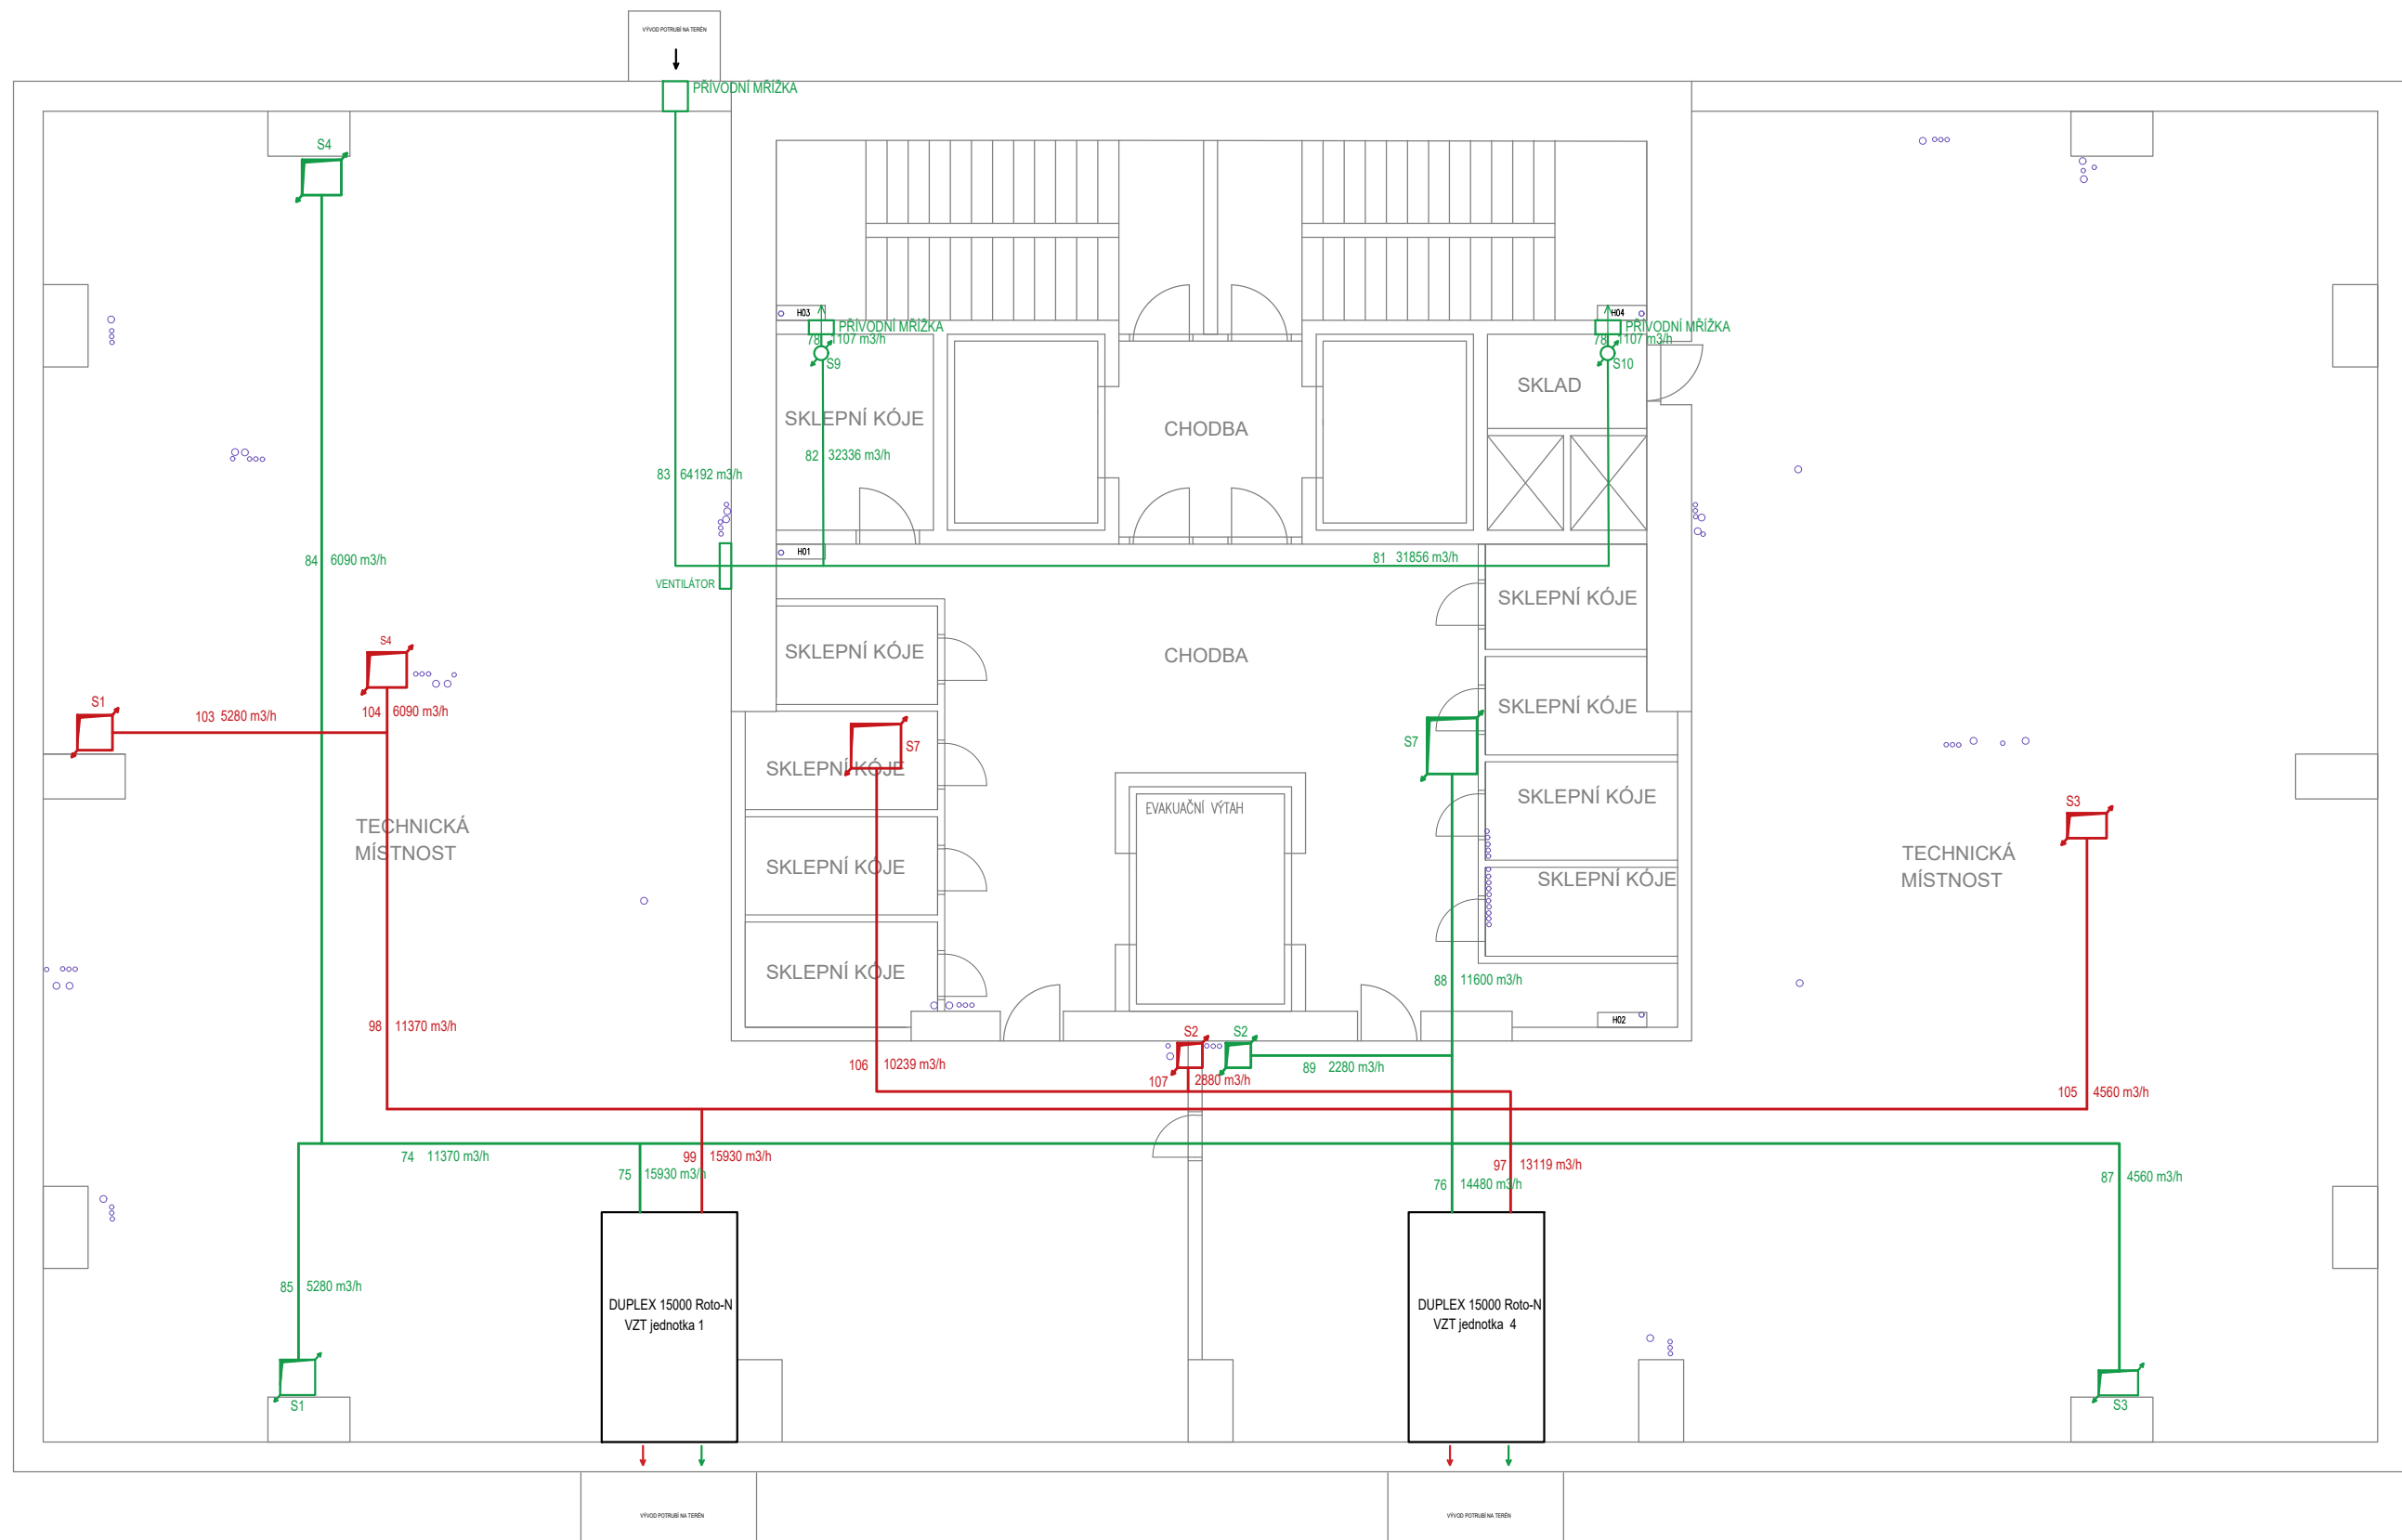 VÝVOD POTRUBÍ NA TERÉN
PŘÍVODNÍ MŘÍŽKA
S4
H03
H04
PŘÍVODNÍ MŘÍŽKA
PŘÍVODNÍ MŘÍŽKA
78 1107 m3/h
78 1107 m3/h
S9
S10
SKLAD
SKLEPNÍ KÓJE
CHODBA
82 32336 m3/h
83 64192 m3/h
H01
84 6090 m3/h
81 31856 m3/h
VENTILÁTOR
SKLEPNÍ KÓJE
S4
SKLEPNÍ KÓJE
CHODBA
S1
103 5280 m3/h
104 6090 m3/h
SKLEPNÍ KÓJE
S7
S7
SKLEPNÍ KÓJE
SKLEPNÍ KÓJE
S3
EVAKUAČNÍ VÝTAH
TECHNICKÁ
MÍSTNOST
TECHNICKÁ
MÍSTNOST
SKLEPNÍ KÓJE
SKLEPNÍ KÓJE
SKLEPNÍ KÓJE
88 11600 m3/h
H02
98 11370 m3/h
S2
S2
106 10239 m3/h
89 2280 m3/h
107 2880 m3/h
105 4560 m3/h
74 11370 m3/h
99 15930 m3/h
75 15930 m3/h
97 13119 m3/h
76 14480 m3/h
87 4560 m3/h
85 5280 m3/h
DUPLEX 15000 Roto-N
VZT jednotka 1
DUPLEX 15000 Roto-N
VZT jednotka 4
S1
S3
VÝVOD POTRUBÍ NA TERÉN
VÝVOD POTRUBÍ NA TERÉN